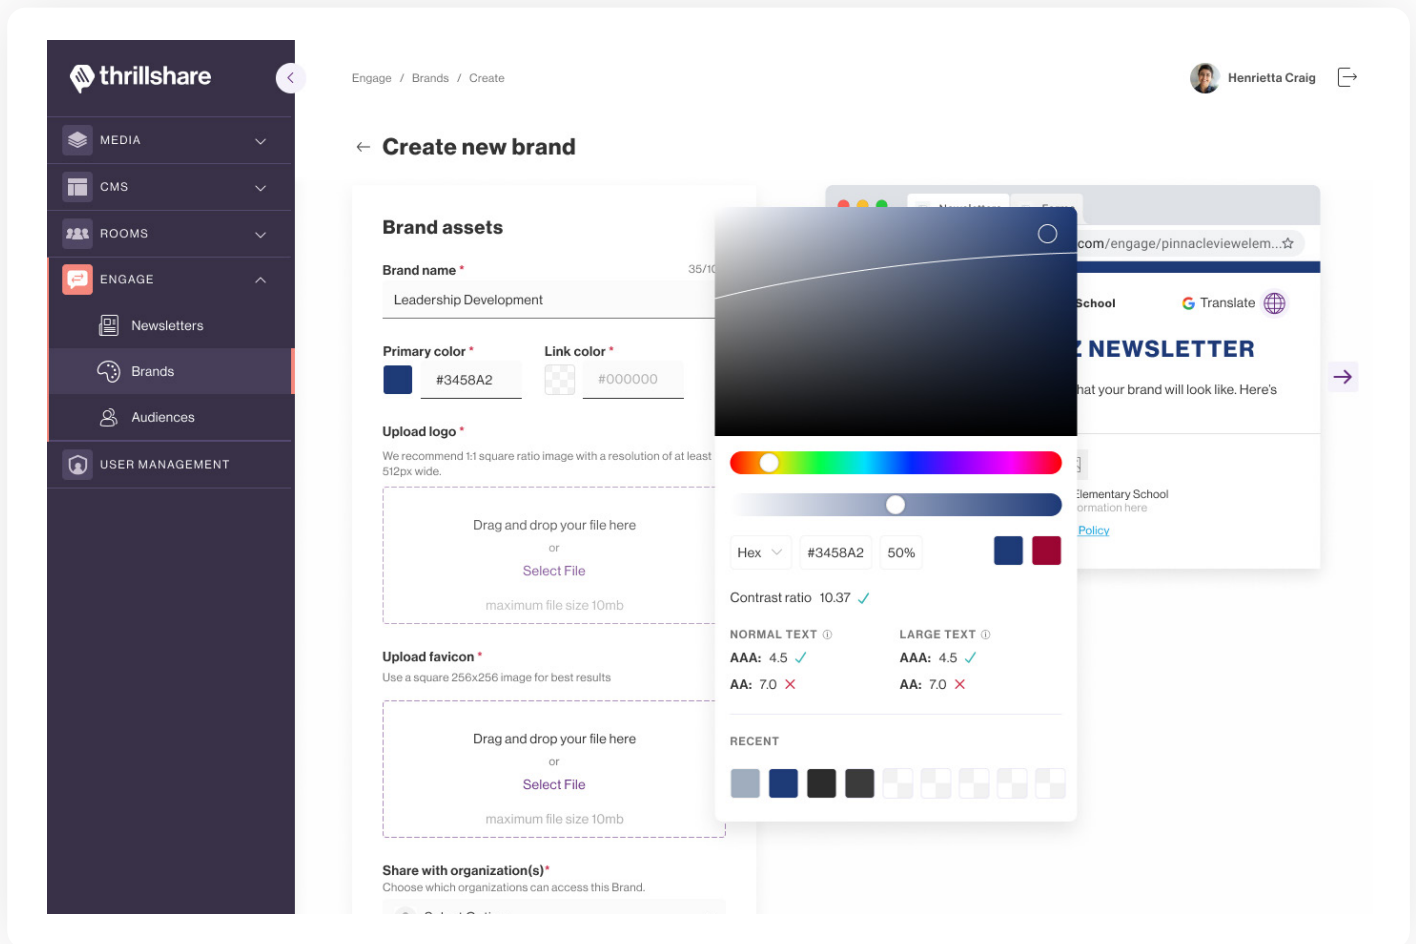 thrillshare
MEDIA
CMS
ROOMS
ENGAGE
Newsletters
Brands
Audiences
USER MANAGEMENT
Engage / Brands / Create
Henrietta Craig
Create new brand
Brand assets
Brand name *
35/10
Leadership Development
Primary color *
Link color *
#3458A2
#000000
Upload logo *
We recommend 1:1 square ratio image with a resolution of at least
512px wide.
Drag and drop your file here
or
Select File
maximum file size 10mb
Upload favicon *
Use a square 256x256 image for best results
Drag and drop your file here
or
Select File
maximum file size 10mb
Share with organization(s)*
Choose which organizations can access this Brand.
Hex
#3458A2
50%
Contrast ratio 10.37
NORMAL TEXT
LARGE TEXT
AAA: 4.5
AAA: 4.5
AA: 7.0
AA: 7.0
RECENT
com/engage/pinnacleviewelem...
School
Translate
Z NEWSLETTER
hat your brand will look like. Here's
Elementary School
ormation here
Policy